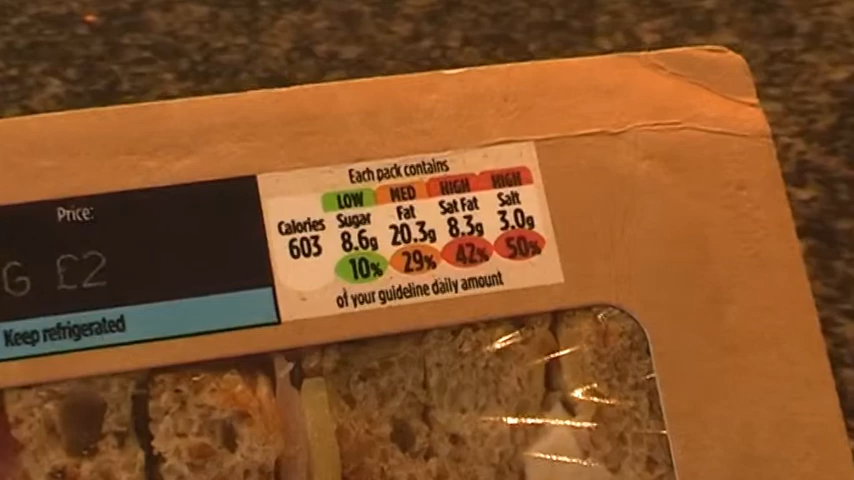 Each pack contains
LOW MED HIGH HIGH
Calories Sugar Fat Sat Fat Salt
603 8.6g 20.3g 8.3g 3.0g
10% 29% 42% 50%
of your guideline daily amount
Price:
G £2
Keep refrigerated